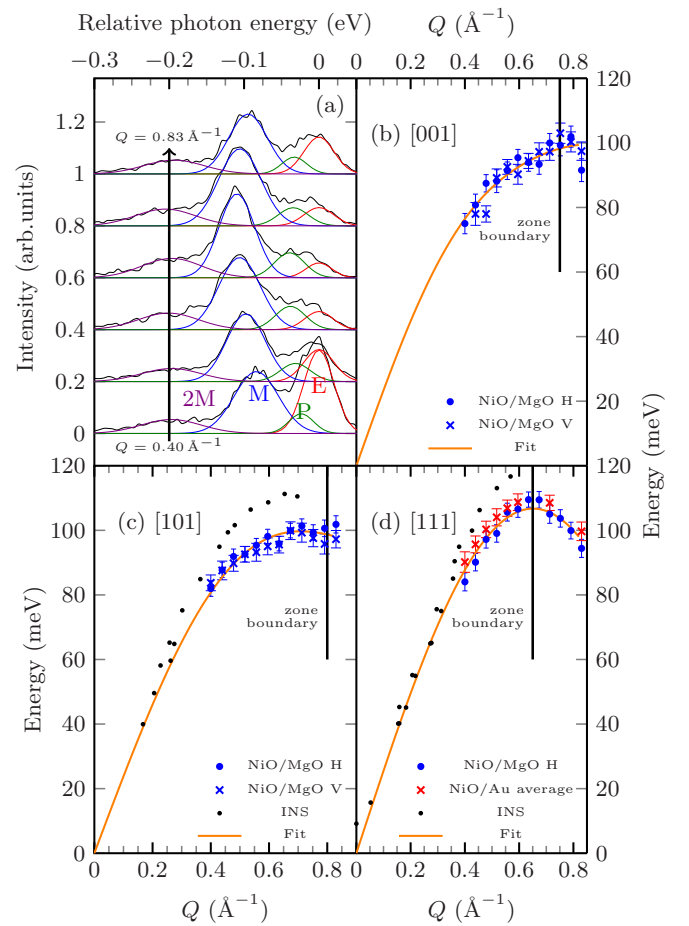 Relative photon energy (eV)
−0.3 −0.2 −0.1 0
Q (Å−1)
0 0.2 0.4 0.6 0.8
(a)
Intensity (arb.units)
1.2
1
0.8
0.6
0.4
0.2
0
Q = 0.83 Å−1
2M M P E
Q = 0.40 Å−1
(b) [001]
zone
boundary
NiO/MgO H
NiO/MgO V
Fit
Energy (meV)
120
100
80
60
40
20
(c) [101]
zone
boundary
NiO/MgO H
NiO/MgO V
INS
Fit
Energy (meV)
120
100
80
60
40
20
0
0 0.2 0.4 0.6 0.8
Q (Å−1)
(d) [111]
zone
boundary
NiO/MgO H
NiO/Au average
INS
Fit
120
100
80
60
40
20
0
0 0.2 0.4 0.6 0.8
Q (Å−1)